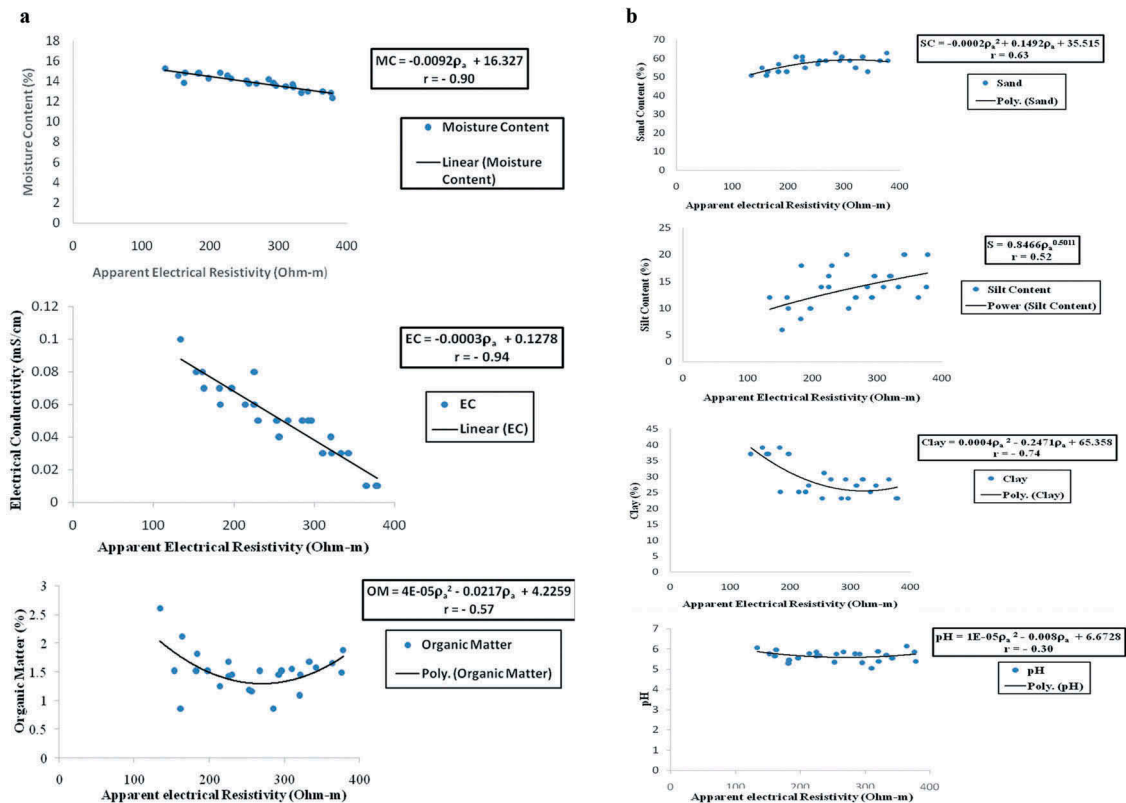 a
18
16
14
12
10
8
6
4
2
0
0 100 200 300 400
Moisture Content (%)
Apparent Electrical Resistivity (Ohm-m)
MC = -0.0092ρa + 16.327
r = - 0.90
Moisture Content
Linear (Moisture
Content)
0.12
0.1
0.08
0.06
0.04
0.02
0
0 100 200 300 400
Electrical Conductivity (mS/cm)
Apparent Electrical Resistivity (Ohm-m)
EC = -0.0003ρa + 0.1278
r = - 0.94
EC
Linear (EC)
3
2.5
2
1.5
1
0.5
0
0 100 200 300 400
Organic Matter (%)
Apparent electrical Resistivity (Ohm-m)
OM = 4E-05ρa² - 0.0217ρa + 4.2259
r = - 0.57
Organic Matter
Poly. (Organic Matter)
b
70
60
50
40
30
20
10
0
0 100 200 300 400
Sand Content (%)
Apparent electrical Resistivity (Ohm-m)
SC = -0.0002ρa² + 0.1492ρa + 35.515
r = 0.63
Sand
Poly. (Sand)
25
20
15
10
5
0
0 100 200 300 400
Silt Content (%)
Apparent Electrical Resistivity (Ohm-m)
S = 0.8466ρa^0.5011
r = 0.52
Silt Content
Power (Silt Content)
45
40
35
30
25
20
15
10
5
0
0 100 200 300 400
Clay (%)
Apparent Electrical Resistivity (Ohm-m)
Clay = 0.0004ρa² - 0.2471ρa + 65.358
r = - 0.74
Clay
Poly. (Clay)
7
6
5
4
3
2
1
0
0 100 200 300 400
pH
Apparent electrical Resistivity (Ohm-m)
pH = 1E-05ρa² - 0.008ρa + 6.6728
r = - 0.30
pH
Poly. (pH)